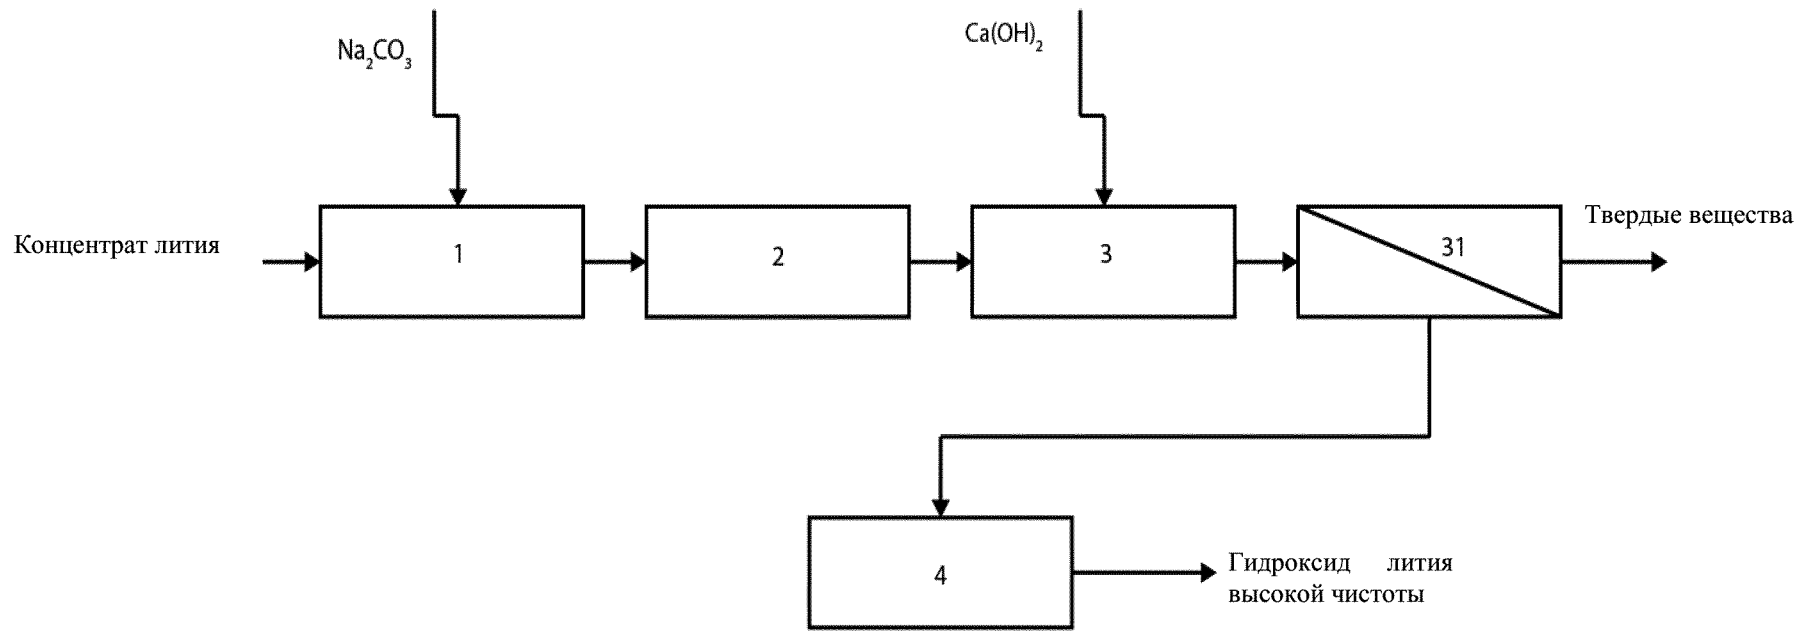 Na₂CO₃
Ca(OH)₂
Концентрат лития
1
2
3
31
Твердые вещества
4
Гидроксид лития
высокой чистоты